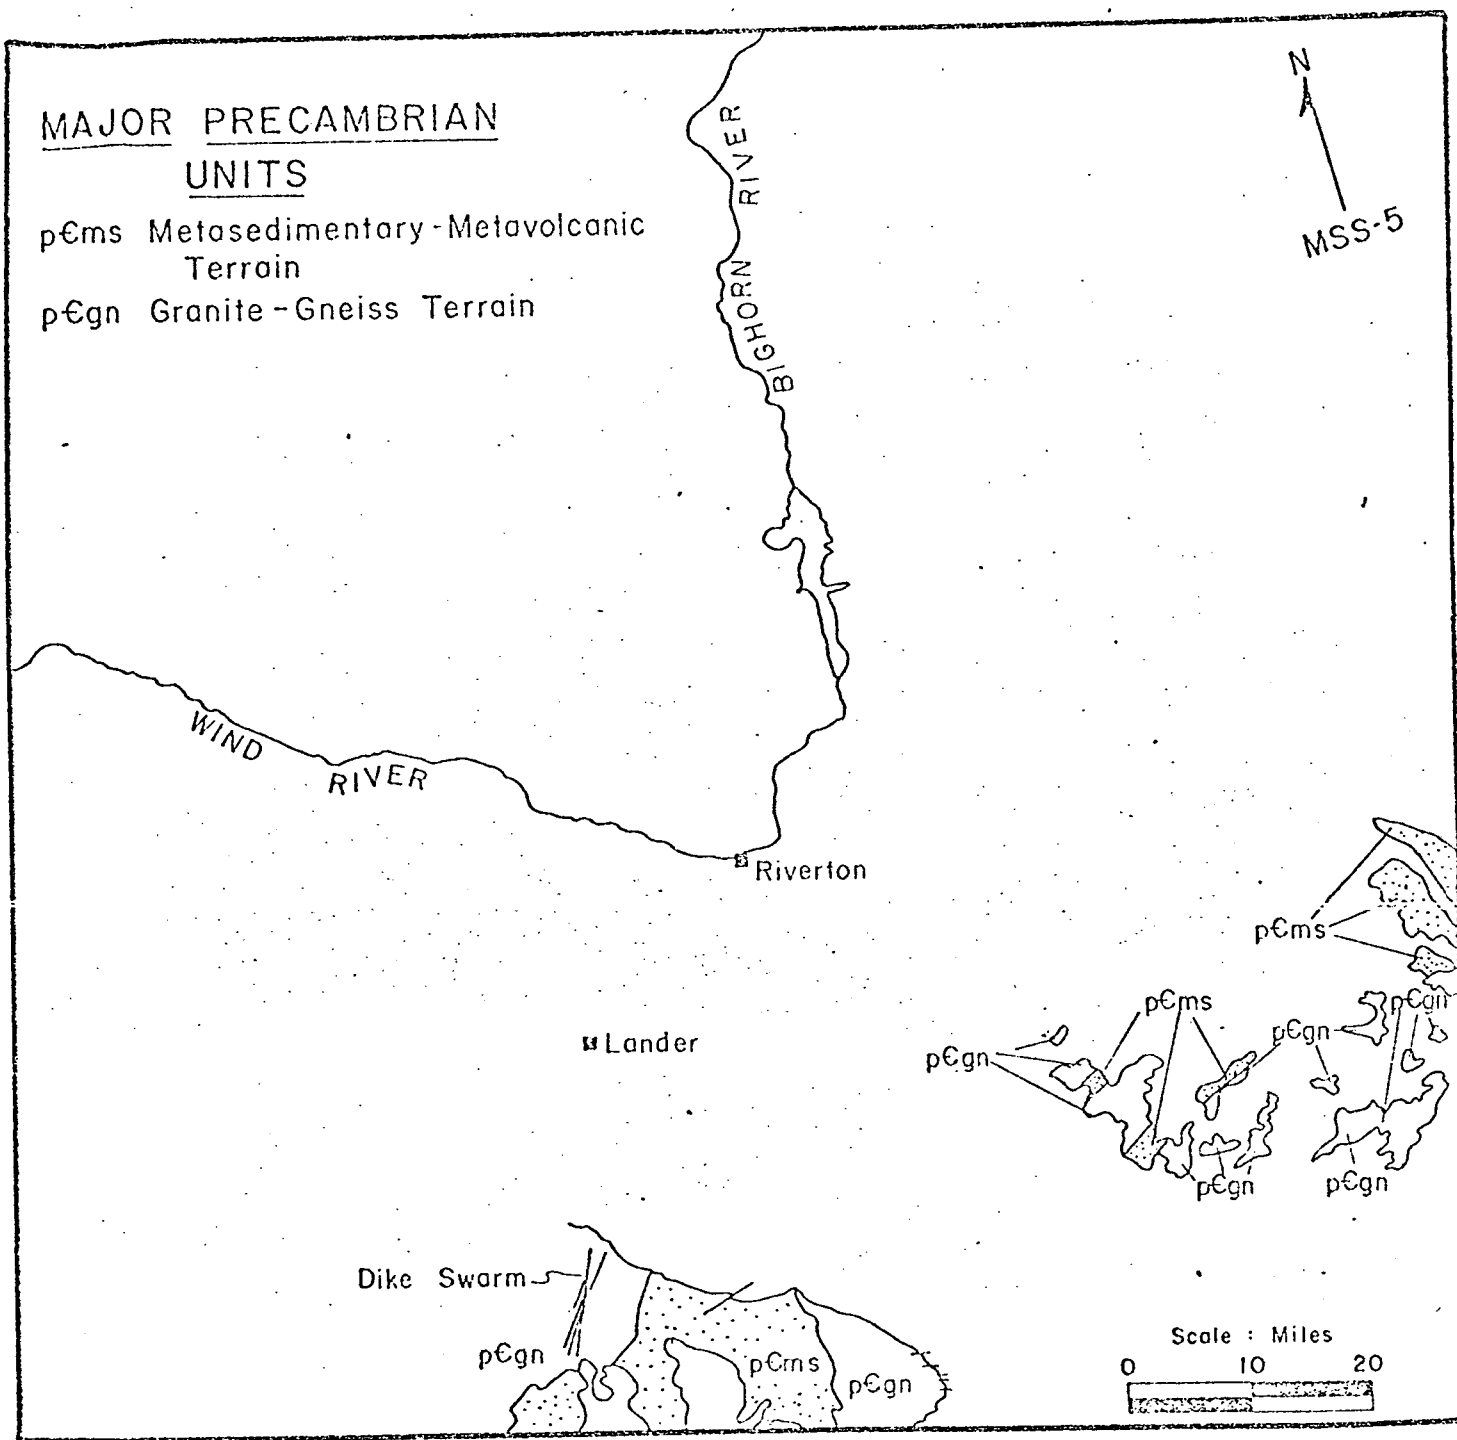 MAJOR PRECAMBRIAN
UNITS
p€ms Metasedimentary-Metavolcanic
Terrain
p€gn Granite-Gneiss Terrain
N
MSS-5
BIGHORN RIVER
WIND RIVER
Riverton
Lander
p€ms
p€gn
p€ms
p€gn
p€gn
p€gn
p€gn
Dike Swarm
p€gn
p€ms
p€gn
Scale : Miles
0 10 20